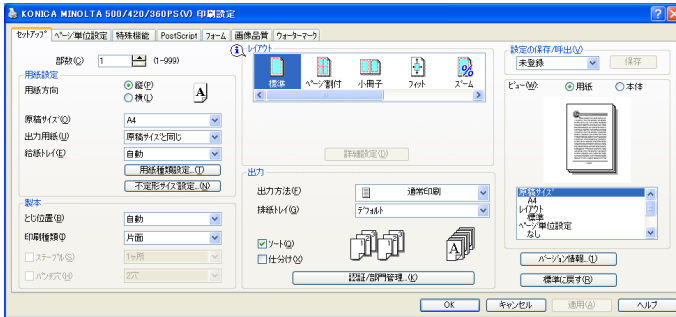 KONICA MINOLTA 500/420/360PS(V) 印刷設定
セットアップ ページ単位設定 特殊機能 PostScript フォーム 画像品質 ウォーターマーク
部数(C) 1 (1-999)
用紙設定
用紙方向 縦(P)
横(L)
A
原稿サイズ(O) A4
出力用紙(U) 原稿サイズと同じ
給紙トレイ(E) 自動
用紙種類設定...(T)
不定形サイズ設定...(N)
製本
とじ位置(B) 自動
印刷種類(I) 片面
ステープル(S) 1ヶ所
パンチ穴(H) 2穴
レイアウト
標準 ページ割付 小冊子 フィット ズーム
詳細設定(D)
出力
出力方法(F) 通常印刷
排紙トレイ(G) デフォルト
ソート(Q)
仕分け(X)
認証/部門管理...(K)
設定の保存/呼出(V)
未登録 保存
ビュー(W): 用紙 本体
原稿サイズ
A4
レイアウト
標準
ページ単位設定
なし
バージョン情報...(1)
標準に戻す(R)
OK キャンセル 適用(A) ヘルプ